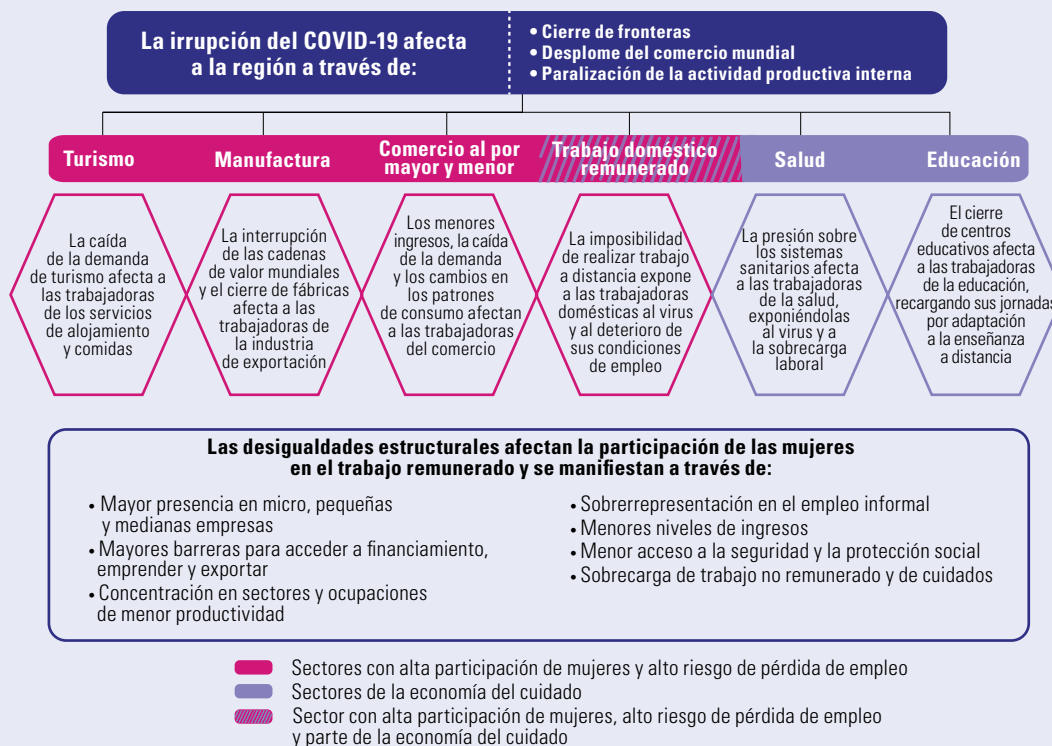 La irrupción del COVID-19 afecta
a la región a través de:
• Cierre de fronteras
• Desplome del comercio mundial
• Paralización de la actividad productiva interna
Turismo
Manufactura
Comercio al por
mayor y menor
Trabajo doméstico
remunerado
Salud
Educación
La caída
de la demanda
de turismo afecta a
las trabajadoras
de los servicios
de alojamiento
y comidas
La interrupción
de las cadenas
de valor mundiales
y el cierre de fábricas
afecta a las
trabajadoras de
la industria
de exportación
Los menores
ingresos, la caída
de la demanda
y los cambios en
los patrones
de consumo afectan
a las trabajadoras
del comercio
La imposibilidad
de realizar trabajo
a distancia expone
a las trabajadoras
domésticas al virus
y al deterioro de
sus condiciones
de empleo
La presión sobre
los sistemas
sanitarios afecta
a las trabajadoras
de la salud,
exponiéndolas
al virus y a
la sobrecarga
laboral
El cierre
de centros
educativos afecta
a las trabajadoras
de la educación,
recargando sus jornadas
por adaptación
a la enseñanza
a distancia
Las desigualdades estructurales afectan la participación de las mujeres
en el trabajo remunerado y se manifiestan a través de:
• Mayor presencia en micro, pequeñas
y medianas empresas
• Mayores barreras para acceder a financiamiento,
emprender y exportar
• Concentración en sectores y ocupaciones
de menor productividad
• Sobrerrepresentación en el empleo informal
• Menores niveles de ingresos
• Menor acceso a la seguridad y la protección social
• Sobrecarga de trabajo no remunerado y de cuidados
Sectores con alta participación de mujeres y alto riesgo de pérdida de empleo
Sectores de la economía del cuidado
Sector con alta participación de mujeres, alto riesgo de pérdida de empleo
y parte de la economía del cuidado